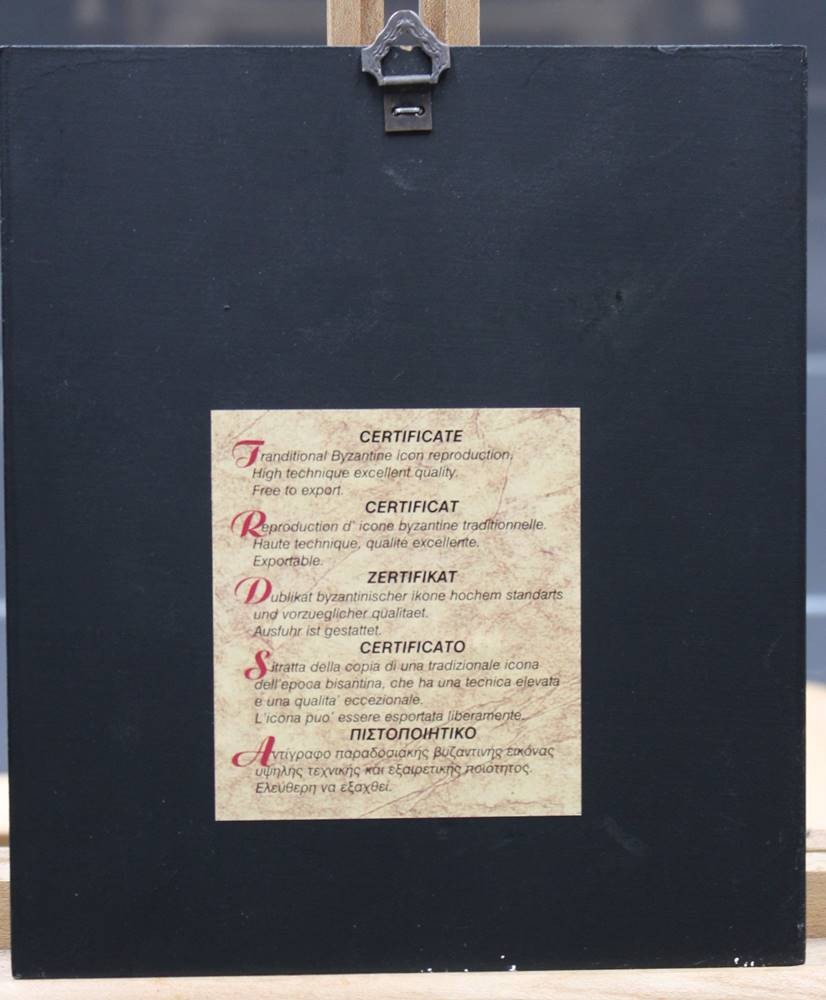 CERTIFICATE
Tranditional Byzantine icon reproduction.
High technique excellent quality.
Free to export.
CERTIFICAT
Reproduction d' icone byzantine traditionnelle.
Haute technique, qualite excellente.
Exportable.
ZERTIFIKAT
Dublikat byzantinischer ikone hochem standarts
und vorzueglicher qualitaet.
Ausfuhr ist gestattet.
CERTIFICATO
Sitratta della copia di una tradizionale icona
dell'epoca bisantina, che ha una tecnica elevata
e una qualita' eccezionale.
L'icona puo' essere esportata liberamente.
ΠΙΣΤΟΠΟΙΗΤΙΚΟ
Αντίγραφο παραδοσιακής βυζαντινής εικόνας
υψηλής τεχνικής και εξαιρετικής ποιότητος.
Ελεύθερη να εξαχθεί.